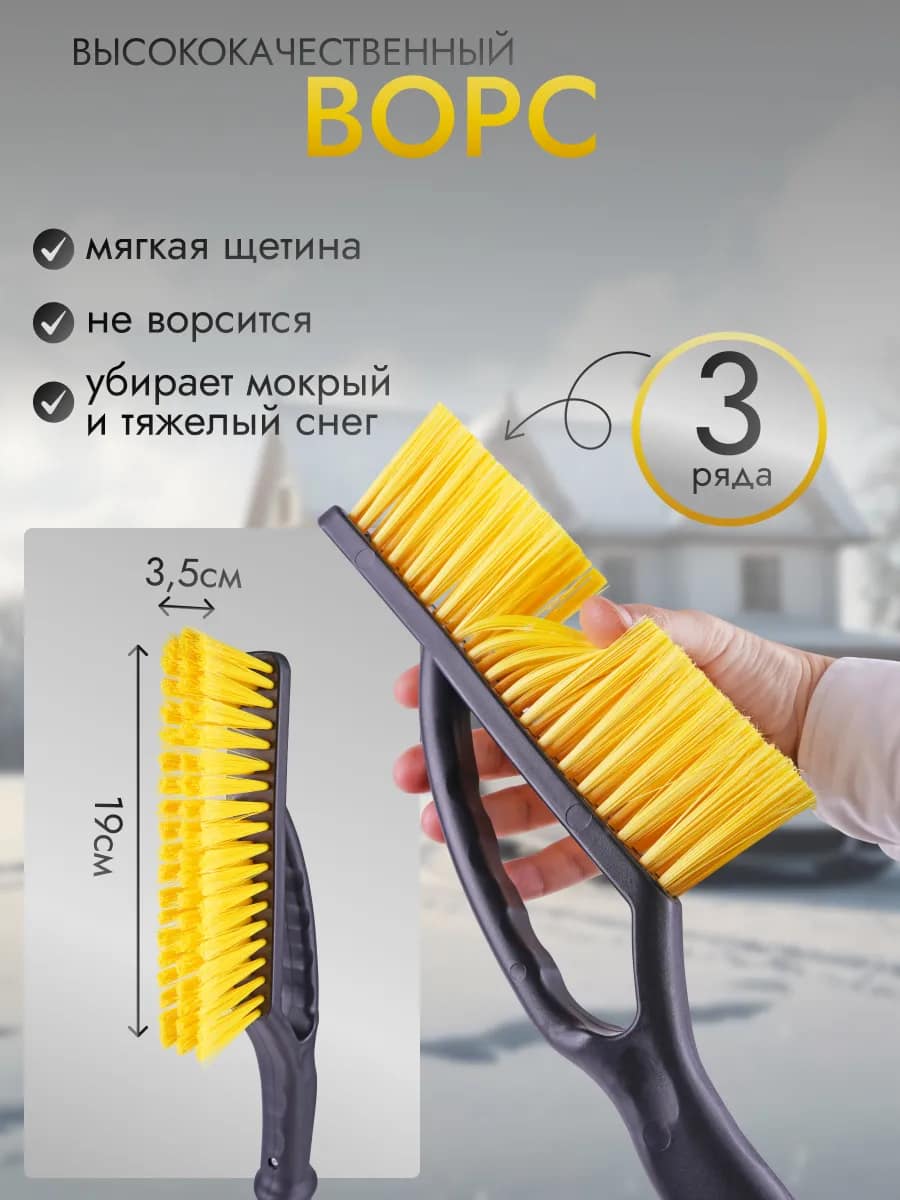 ВЫСОКОКАЧЕСТВЕННЫЙ
ВОРС
мягкая щетина
не ворсится
убирает мокрый
и тяжелый снег
3
ряда
3,5см
19см